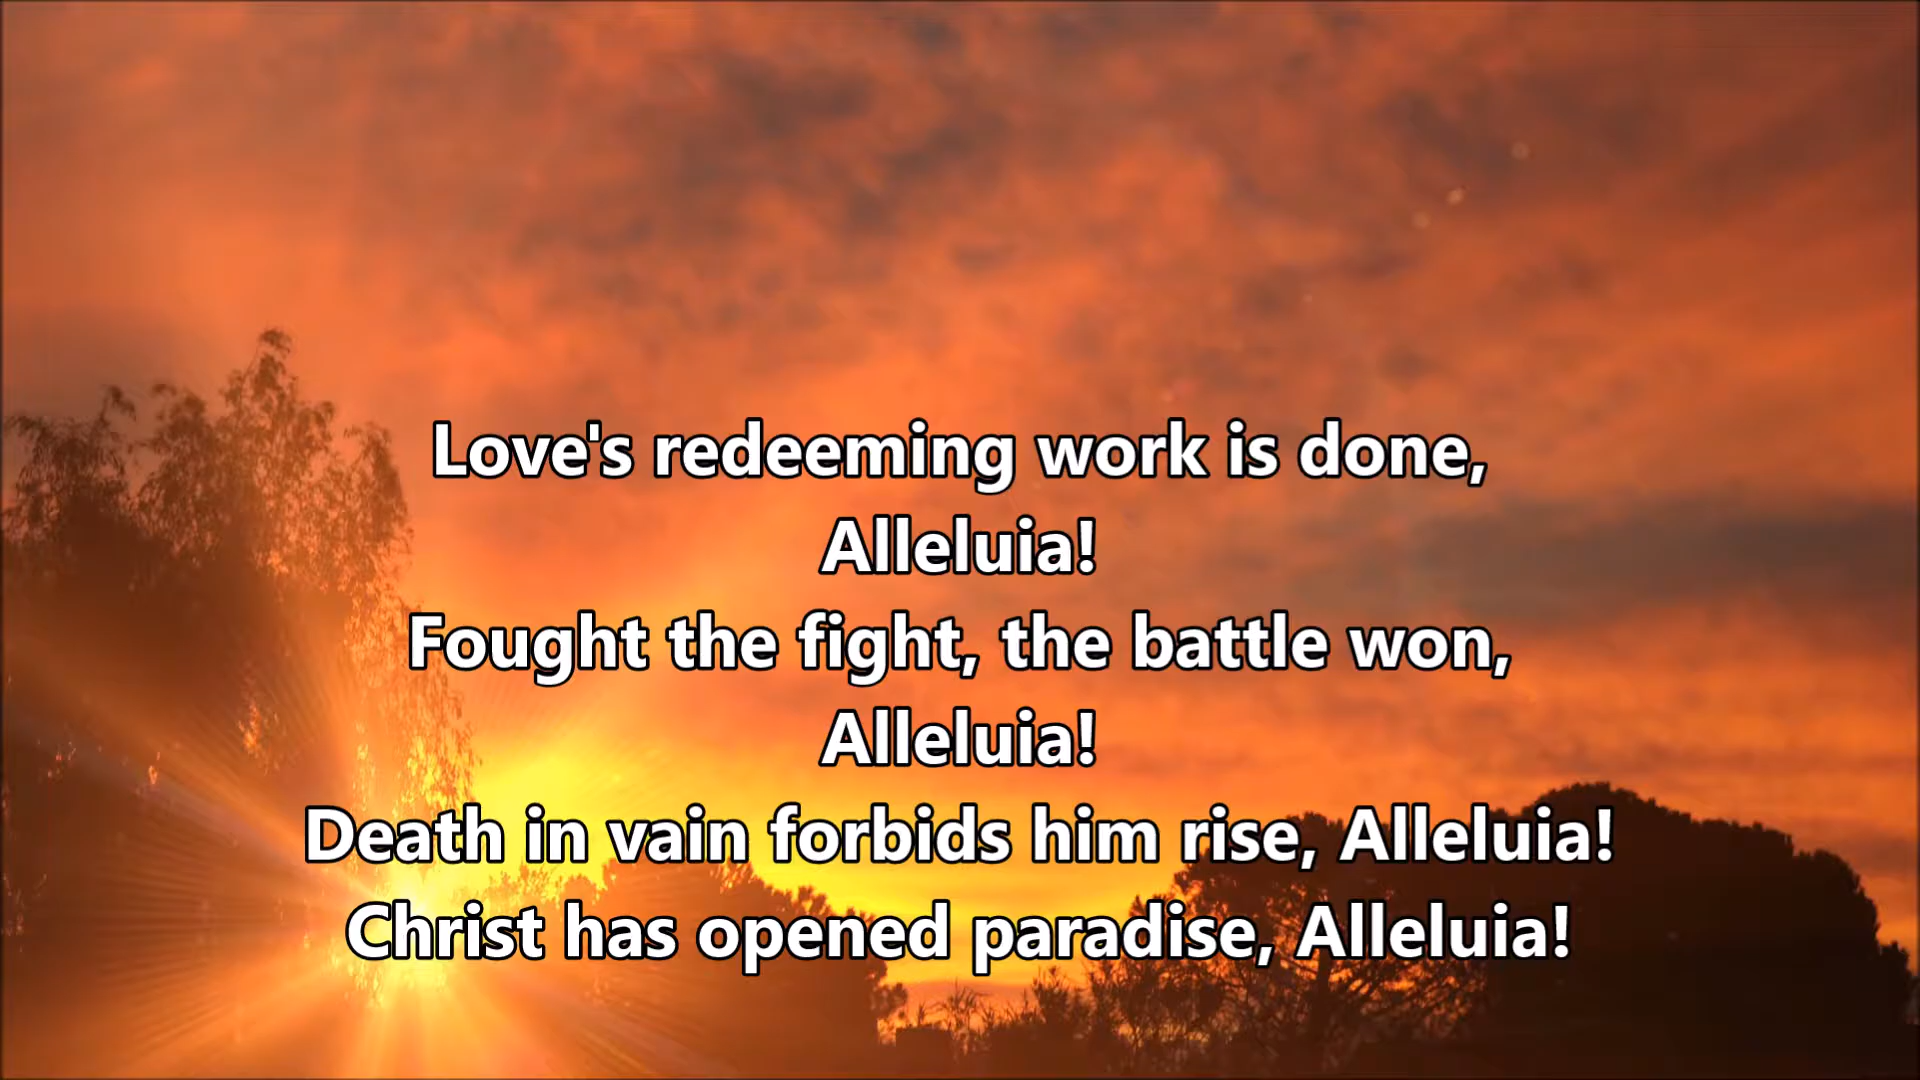 Love's redeeming work is done,
Alleluia!
Fought the fight, the battle won,
Alleluia!
Death in vain forbids him rise, Alleluia!
Christ has opened paradise, Alleluia!